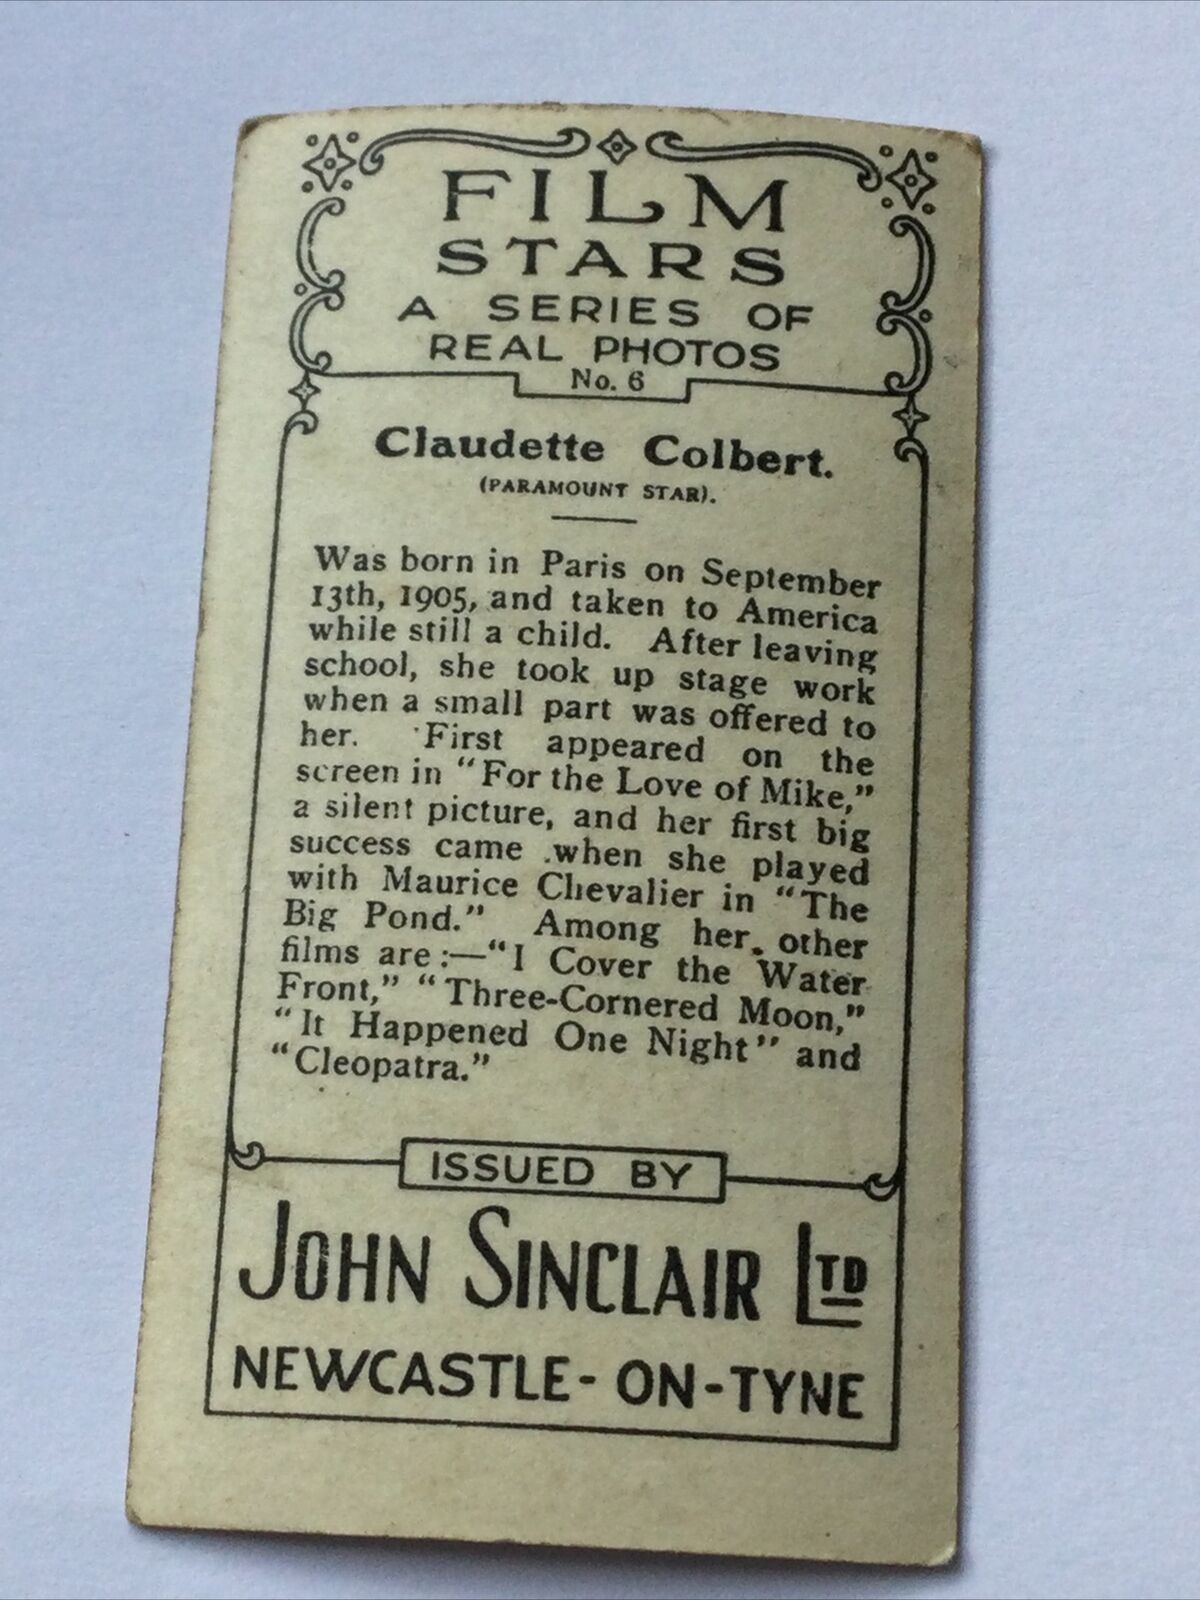 FILM
STARS
A SERIES OF
REAL PHOTOS
No. 6
Claudette Colbert.
(PARAMOUNT STAR).
Was born in Paris on September
13th, 1905, and taken to America
while still a child. After leaving
school, she took up stage work
when a small part was offered to
her. First appeared on the
screen in "For the Love of Mike,"
a silent picture, and her first big
success came when she played
with Maurice Chevalier in "The
Big Pond." Among her other
films are:—"I Cover the Water
Front," "Three-Cornered Moon,"
"It Happened One Night" and
"Cleopatra."
ISSUED BY
JOHN SINCLAIR LTD
NEWCASTLE-ON-TYNE